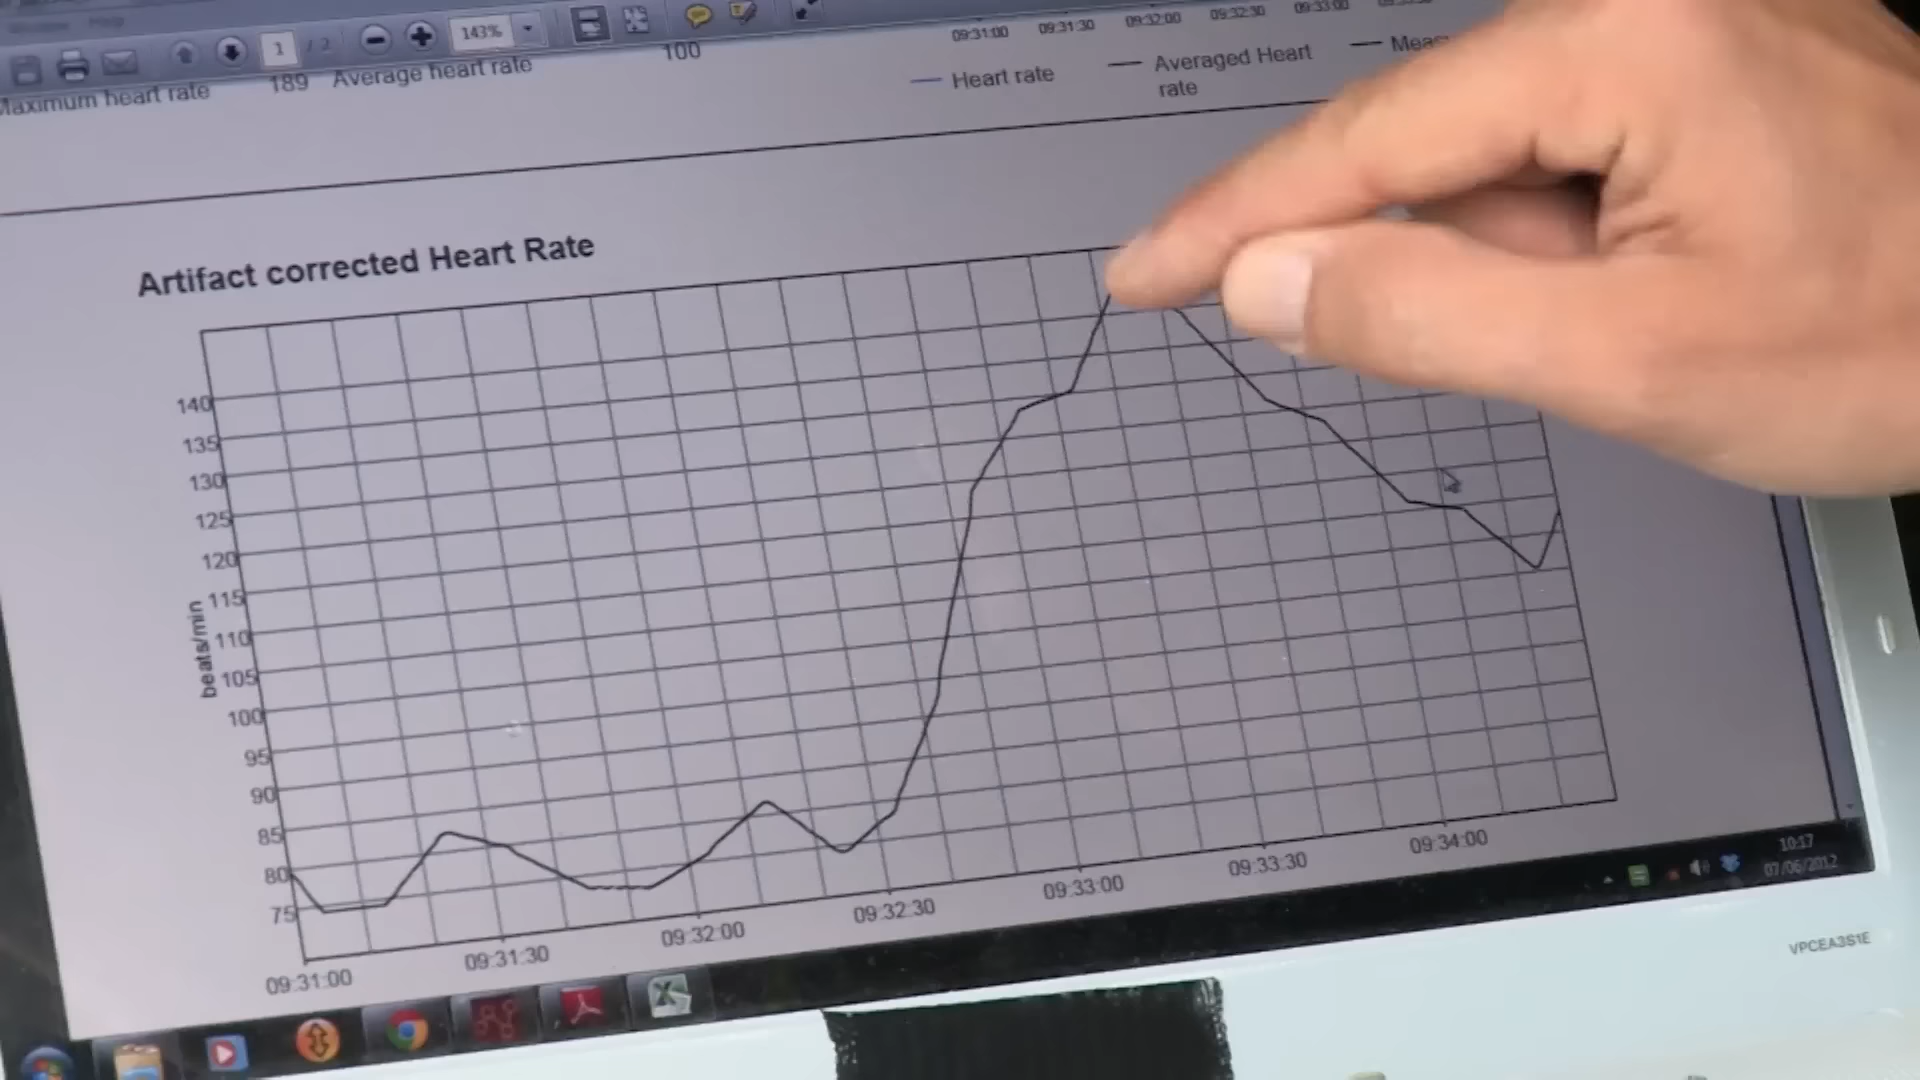 1 / 2 143%
09:31:00 09:31:30 09:32:00 09:32:30 09:33:00
Maximum heart rate 189 Average heart rate 100
Heart rate
Averaged Heart
rate
Artifact corrected Heart Rate
beats/min
140
135
130
125
120
115
110
105
100
95
90
85
80
75
09:31:00 09:31:30 09:32:00 09:32:30 09:33:00 09:33:30 09:34:00
10:17
07/06/2012
VPCEA3S1E